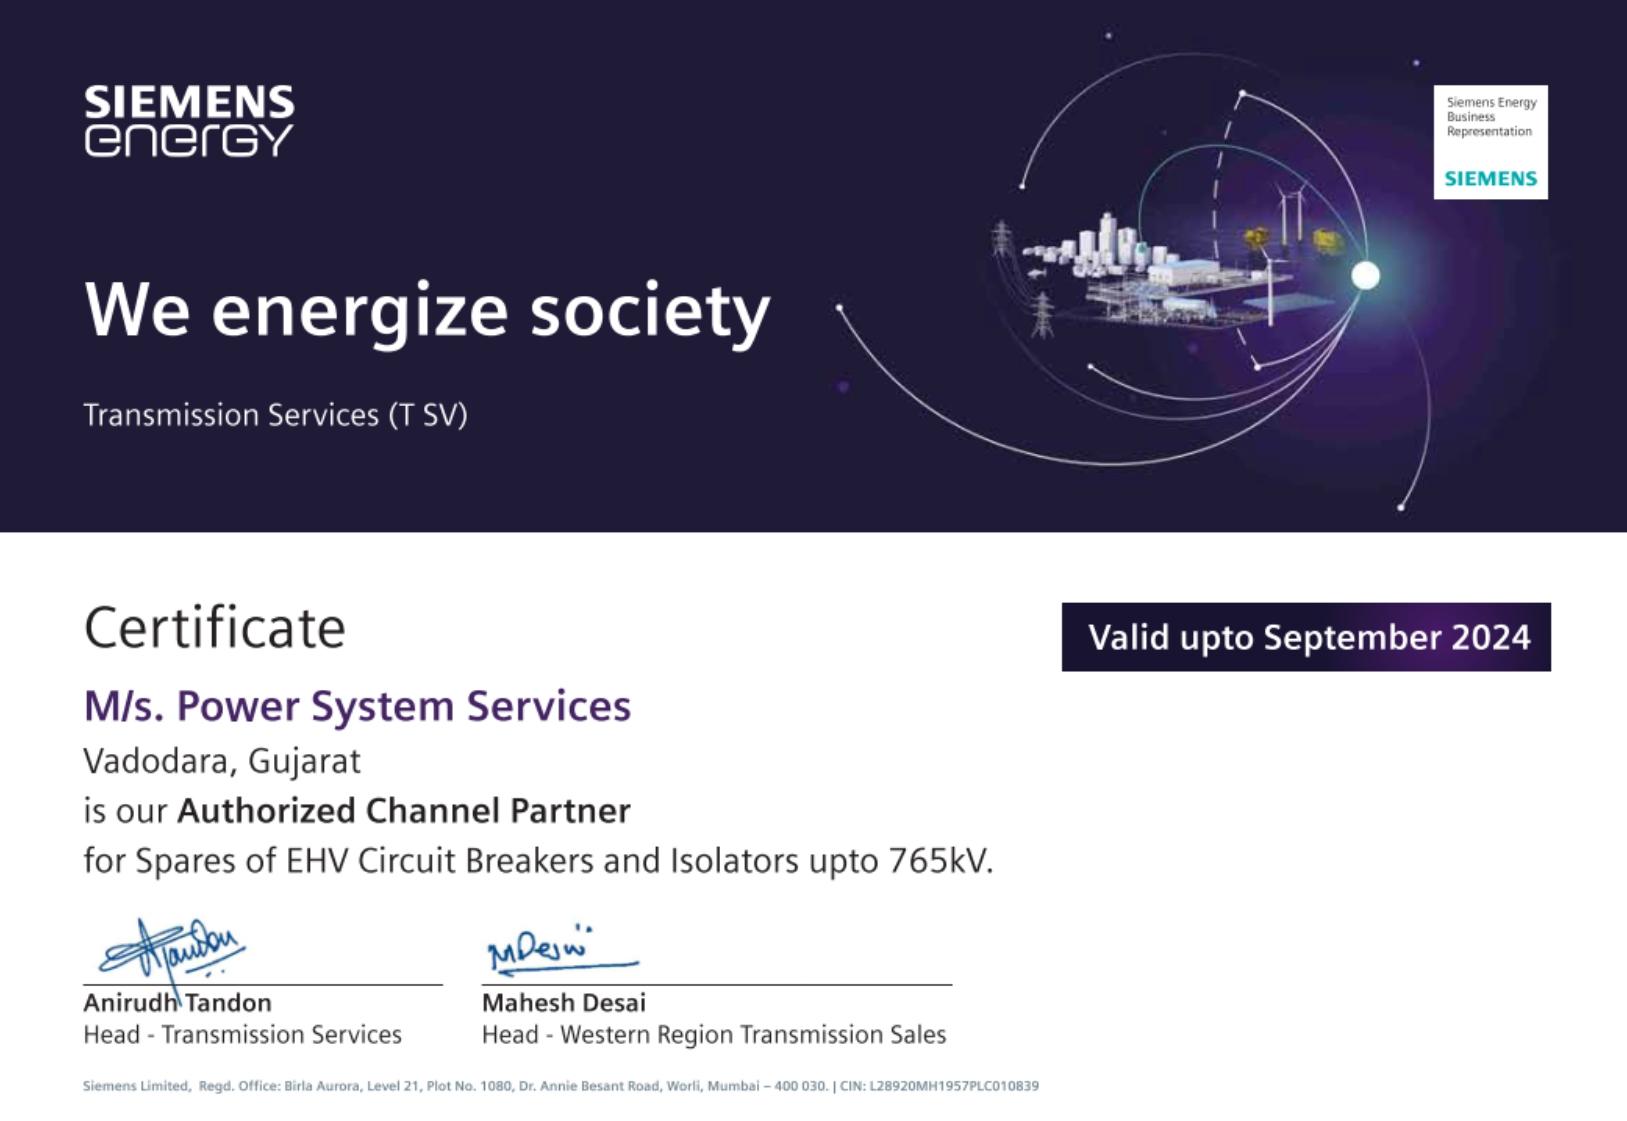 SIEMENS
energy
Siemens Energy
Business
Representation
SIEMENS
We energize society
Transmission Services (T SV)
Certificate
Valid upto September 2024
M/s. Power System Services
Vadodara, Gujarat
is our Authorized Channel Partner
for Spares of EHV Circuit Breakers and Isolators upto 765kV.
ATandon
MDesai
Anirudh Tandon
Head - Transmission Services
Mahesh Desai
Head - Western Region Transmission Sales
Siemens Limited, Regd. Office: Birla Aurora, Level 21, Plot No. 1080, Dr. Annie Besant Road, Worli, Mumbai – 400 030. | CIN: L28920MH1957PLC010839